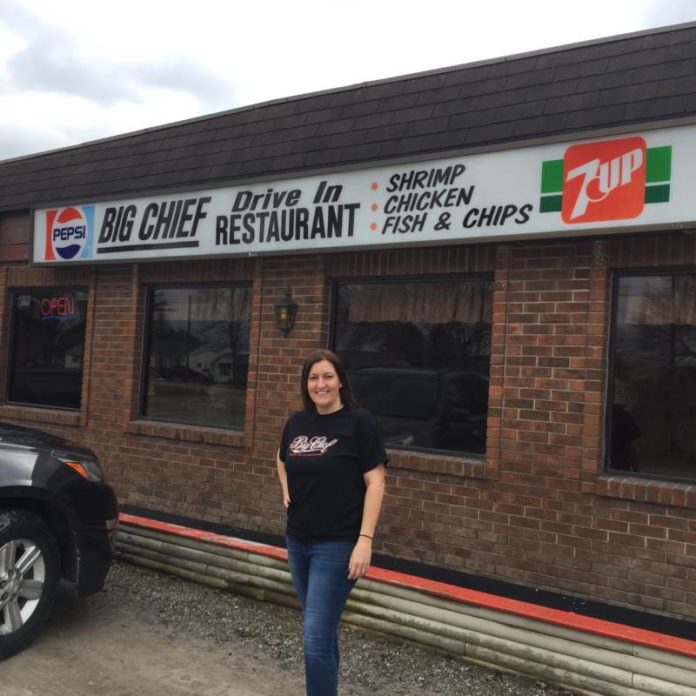 PEPSI
BIG CHIEF
Drive In
RESTAURANT
SHRIMP
CHICKEN
FISH & CHIPS
7UP
OPEN
Big Chief